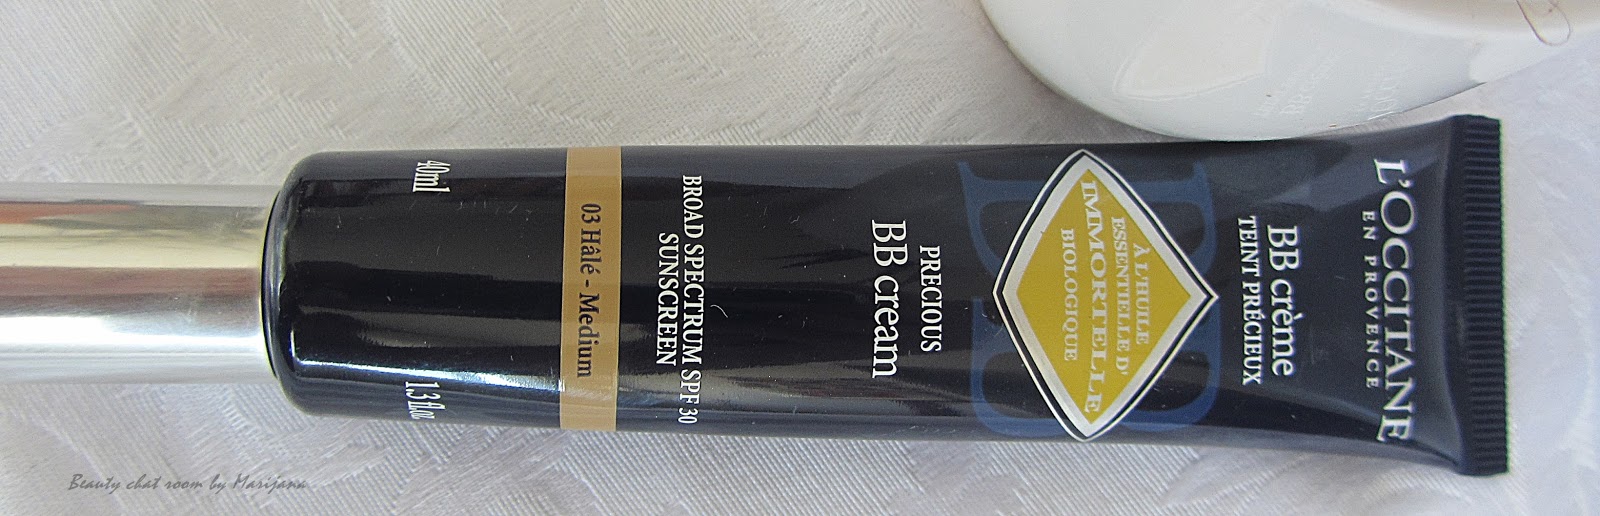 L'OCCITANE
EN PROVENCE
BB crème
TEINT PRÉCIEUX
BB
À L'HUILE
ESSENTIELLE D'
IMMORTELLE
BIOLOGIQUE
PRECIOUS
BB cream
BROAD SPECTRUM SPF 30
SUNSCREEN
03 Hâlé - Medium
40ml
1.3 fl.oz
Beauty chat room by Marijana